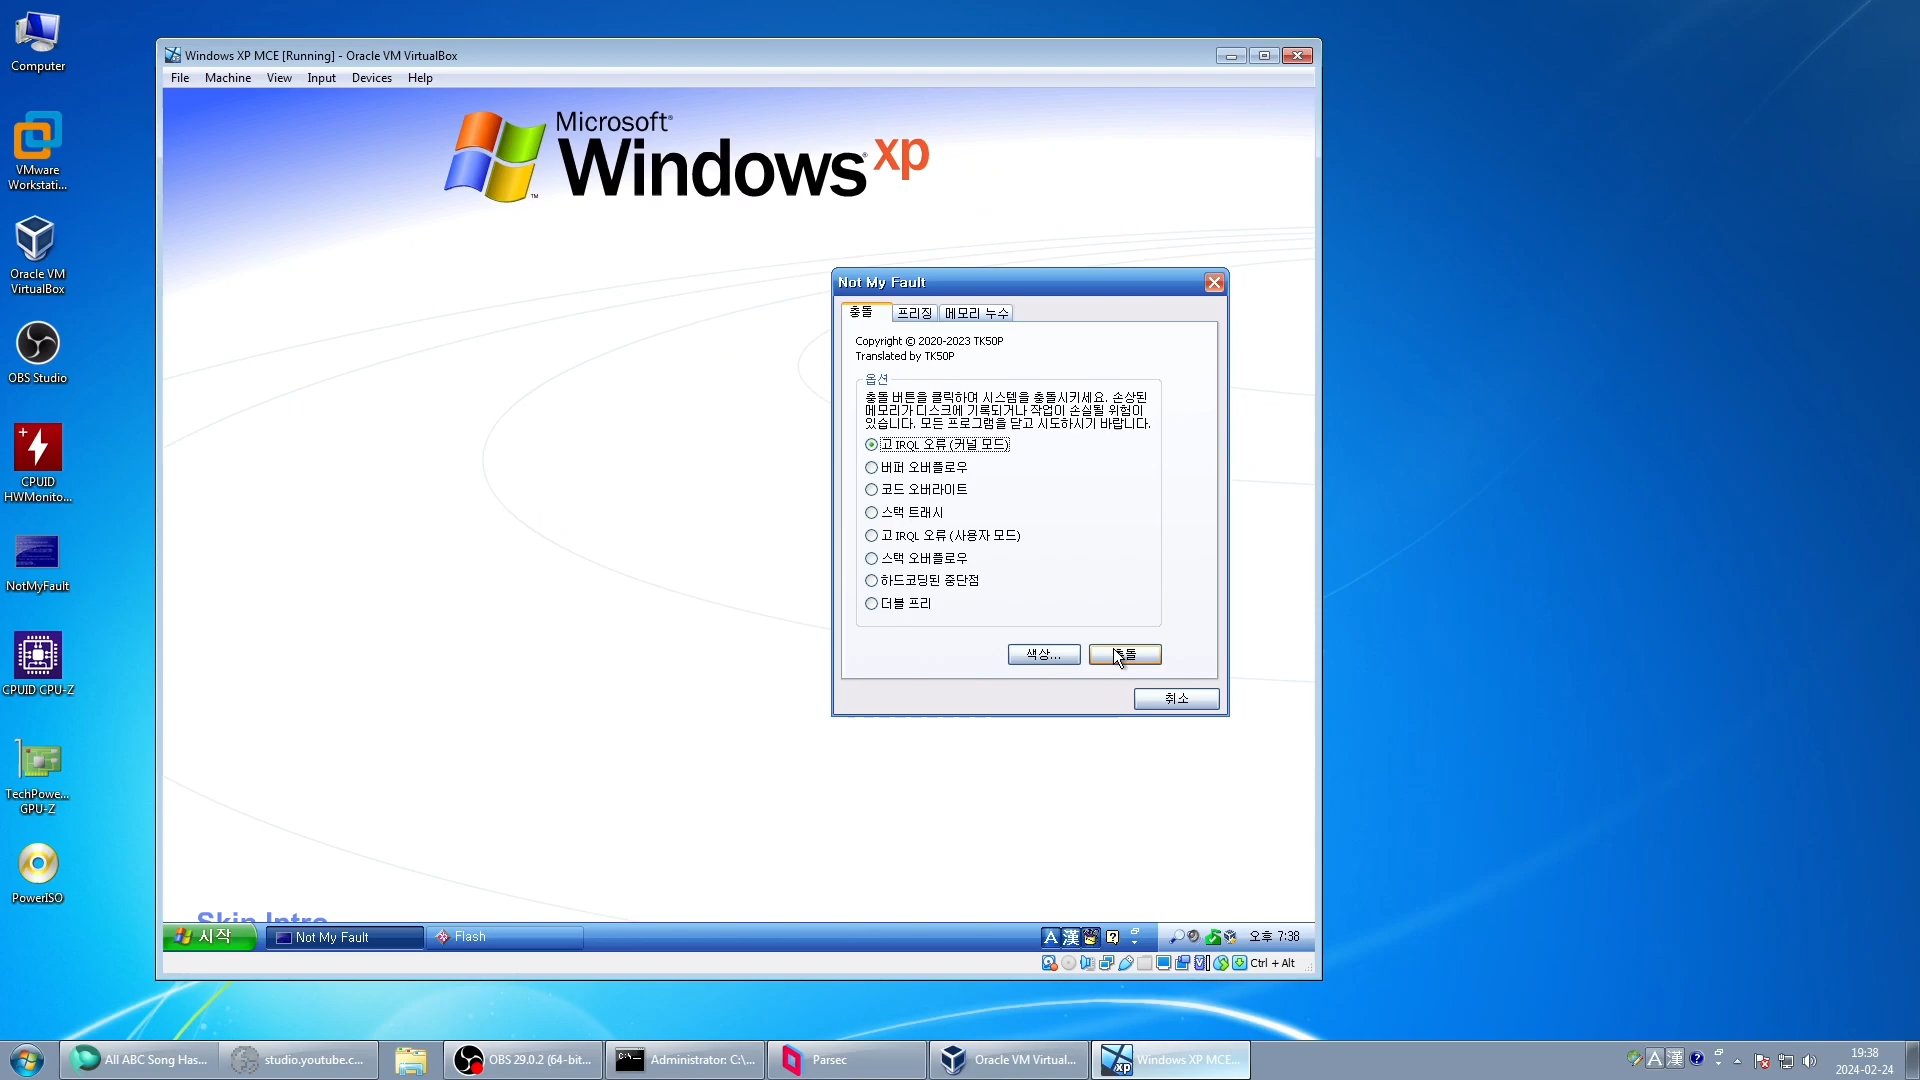 Computer
VMware
Workstati...
Oracle VM
VirtualBox
OBS Studio
CPUID
HWMonito...
NotMyFault
CPUID CPU-Z
TechPowe...
GPU-Z
PowerISO
Windows XP MCE [Running] - Oracle VM VirtualBox
File Machine View Input Devices Help
Microsoft
Windows xp
Not My Fault
충돌 프리징 메모리 누수
Copyright © 2020-2023 TK50P
Translated by TK50P
옵션
충돌 버튼을 클릭하여 시스템을 충돌시키세요. 손상된
메모리가 디스크에 기록되거나 작업이 손실될 위험이
있습니다. 모든 프로그램을 닫고 시도하시기 바랍니다.
고 IRQL 오류 (커널 모드)
버퍼 오버플로우
코드 오버라이트
스택 트래시
고 IRQL 오류 (사용자 모드)
스택 오버플로우
하드코딩된 중단점
더블 프리
색상... 충돌
취소
Skip Intro
시작 Not My Fault Flash A 漢 오후 7:38
Ctrl + Alt
All ABC Song Has... studio.youtube.c... OBS 29.0.2 (64-bit... Administrator: C:\... Parsec Oracle VM Virtual... Windows XP MCE... A 漢 19:38
2024-02-24